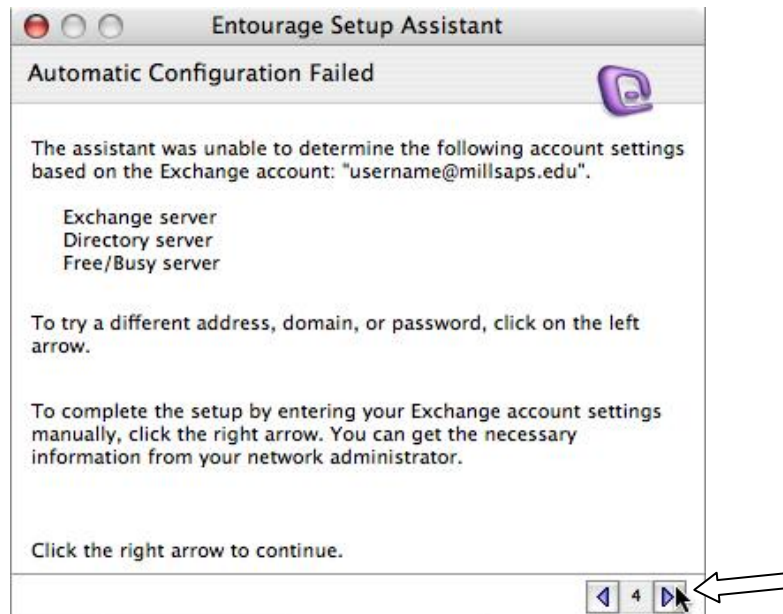 Entourage Setup Assistant
Automatic Configuration Failed
The assistant was unable to determine the following account settings
based on the Exchange account: "username@millsaps.edu".
Exchange server
Directory server
Free/Busy server
To try a different address, domain, or password, click on the left
arrow.
To complete the setup by entering your Exchange account settings
manually, click the right arrow. You can get the necessary
information from your network administrator.
Click the right arrow to continue.
4